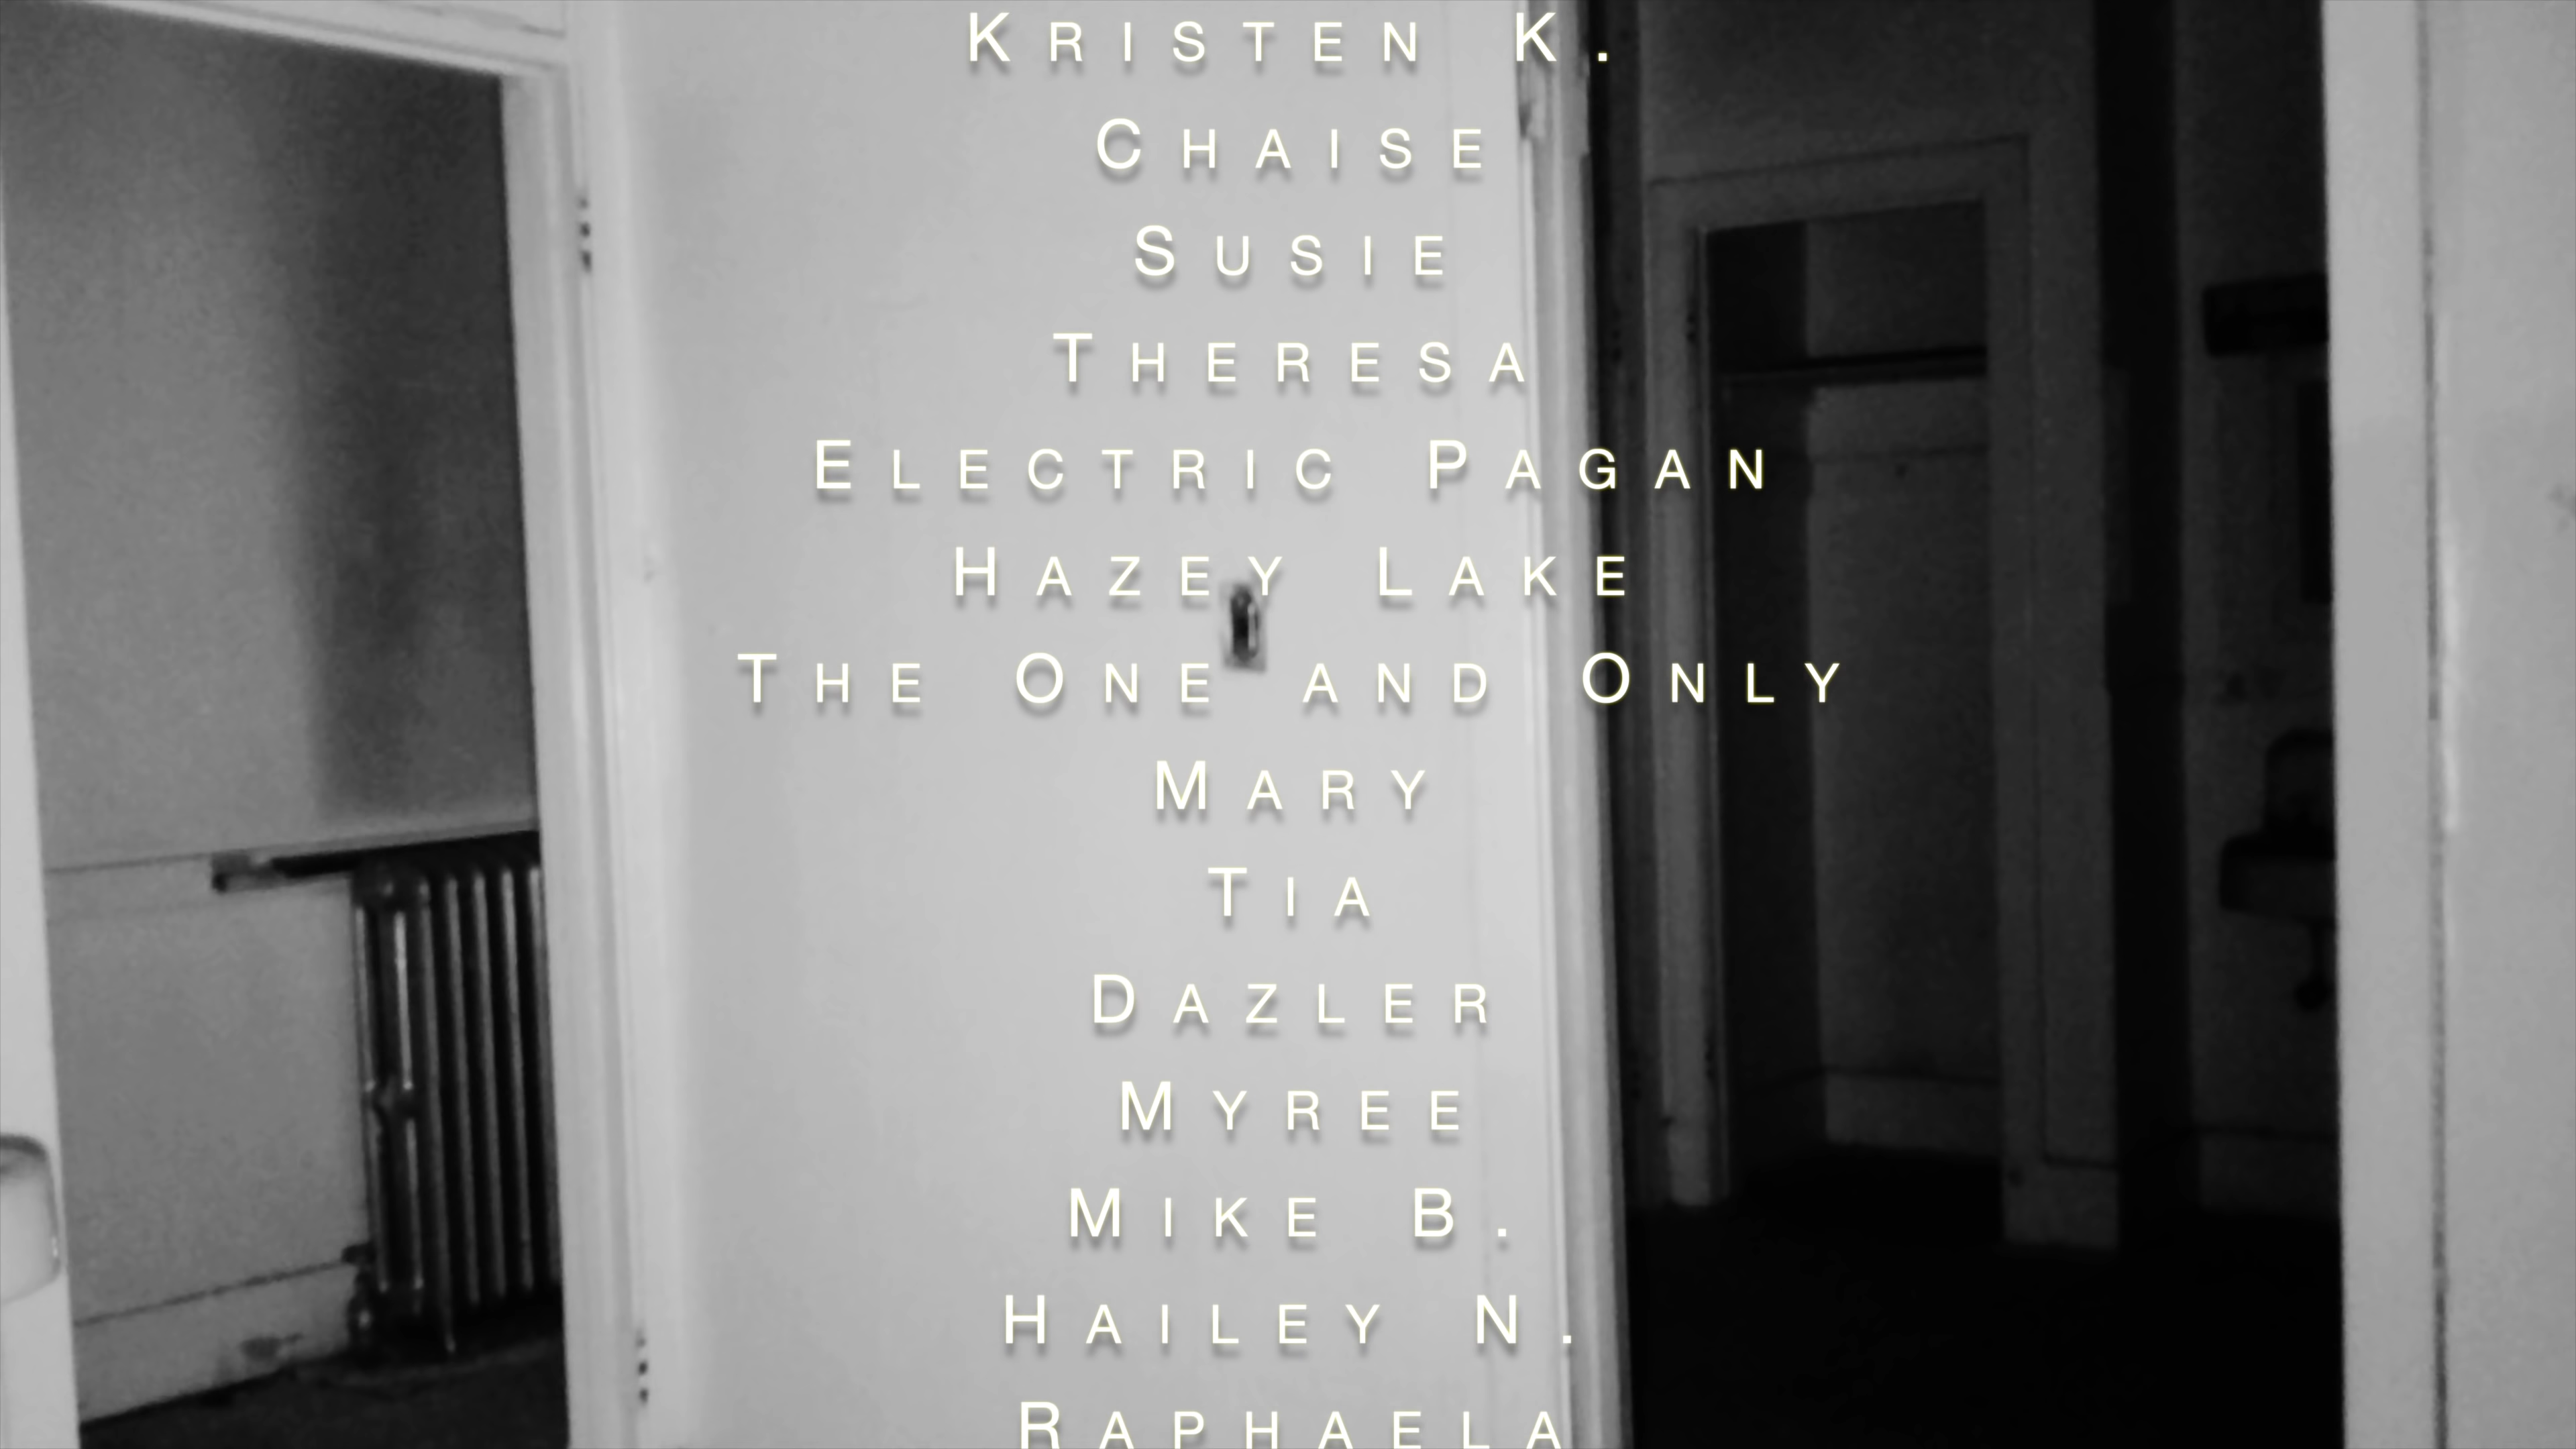 Kristen K.
Chaise
Susie
Theresa
Electric Pagan
Hazey Lake
The One and Only
Mary
Tia
Dazler
Myree
Mike B.
Hailey N.
Raphaela